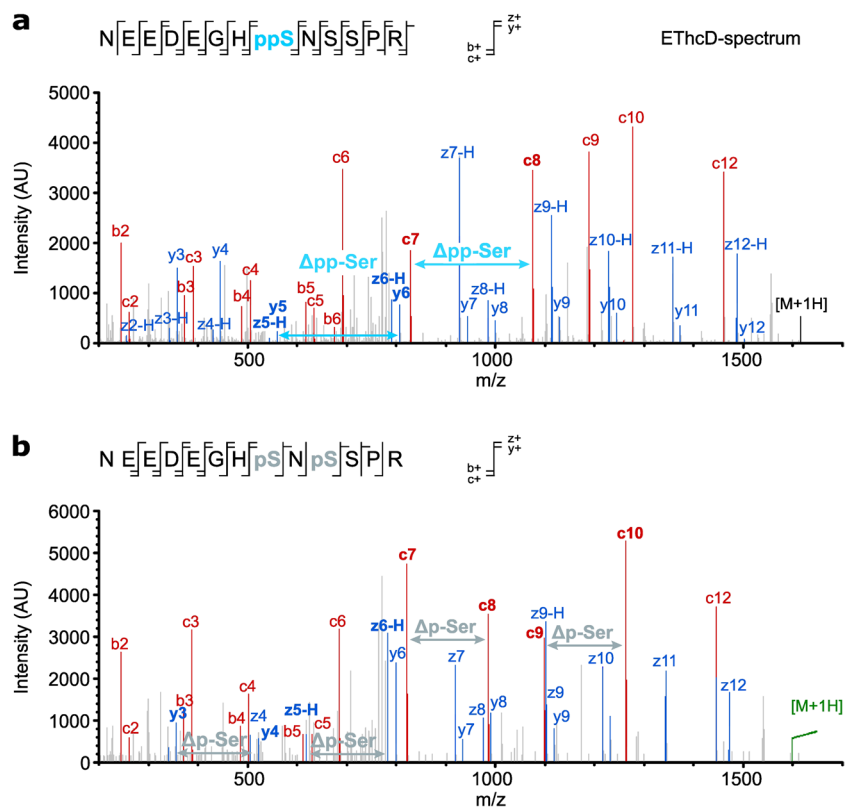 a
NEEDEGHppSNSSPR
z+
y+
b+
c+
EThcD-spectrum
Intensity (AU)
5000
4000
3000
2000
1000
0
b2
c2
z2-H
z3-H
y3
b3
c3
z4-H
y4
b4
c4
y5
z5-H
b5
c5
b6
c6
Δpp-Ser
z6-H
y6
c7
Δpp-Ser
z7-H
y7
z8-H
y8
c8
z9-H
y9
c9
z10-H
y10
c10
z11-H
y11
c12
z12-H
y12
[M+1H]
500
1000
1500
m/z
b
N EEDEGHpSNpSSPR
z+
y+
b+
c+
Intensity (AU)
6000
5000
4000
3000
2000
1000
0
b2
c2
y3
b3
c3
Δp-Ser
b4
c4
z4
y4
b5
z5-H
c5
Δp-Ser
c6
z6-H
y6
c7
Δp-Ser
z7
y7
z8
c8
y8
c9
z9-H
z9
y9
Δp-Ser
z10
c10
z11
c12
z12
[M+1H]
500
1000
1500
m/z